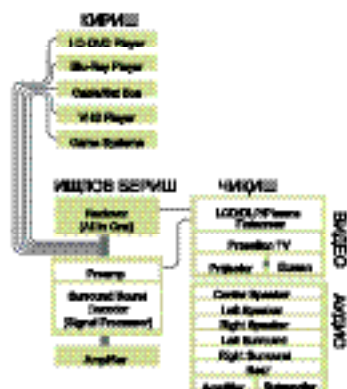 КИРИШ
LD-DVD Player
Blu-Ray Player
Cable/Sat Box
VHS Player
Game Systems
ИШЛОВ БЕРИШ
Receiver
(All In One)
Preamp
Surround Sound
Decoder
(Signal Processor)
Amplifier
ЧИҚИШ
LCD/DLP/Plasma
Projection TV
Projector Screen
ВИДЕО
Center Speaker
Left Speaker
Right Speaker
Left Surround
Right Surround
Amplifier Subwoofer
АУДИО